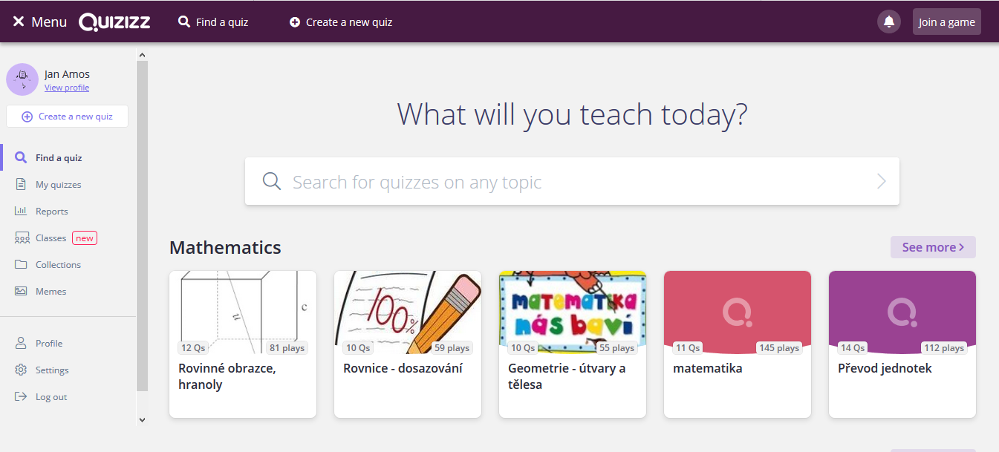 Menu QUIZIZZ Find a quiz Create a new quiz Join a game
Jan Amos
View profile
Create a new quiz
Find a quiz
My quizzes
Reports
Classes new
Collections
Memes
Profile
Settings
Log out
What will you teach today?
Search for quizzes on any topic
Mathematics See more
c
u
12 Qs 81 plays
Rovinné obrazce,
hranoly
100%
10 Qs 59 plays
Rovnice - dosazování
matematika
nás baví
10 Qs 55 plays
Geometrie - útvary a
tělesa
11 Qs 145 plays
matematika
14 Qs 112 plays
Převod jednotek